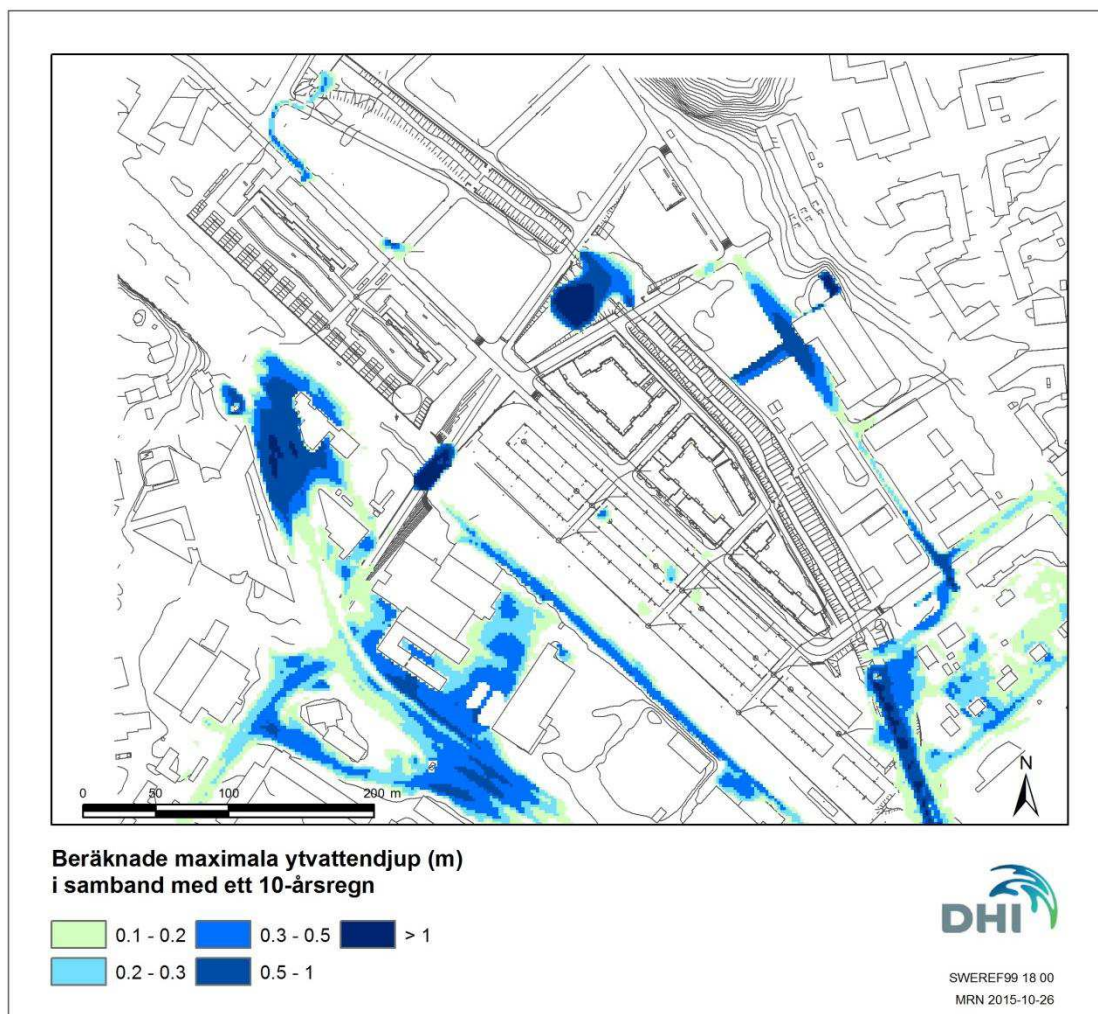 N
0 50 100 200 m
Beräknade maximala ytvattendjup (m)
i samband med ett 10-årsregn
0.1 - 0.2 0.3 - 0.5 > 1
0.2 - 0.3 0.5 - 1
DHI
SWEREF99 18 00
MRN 2015-10-26